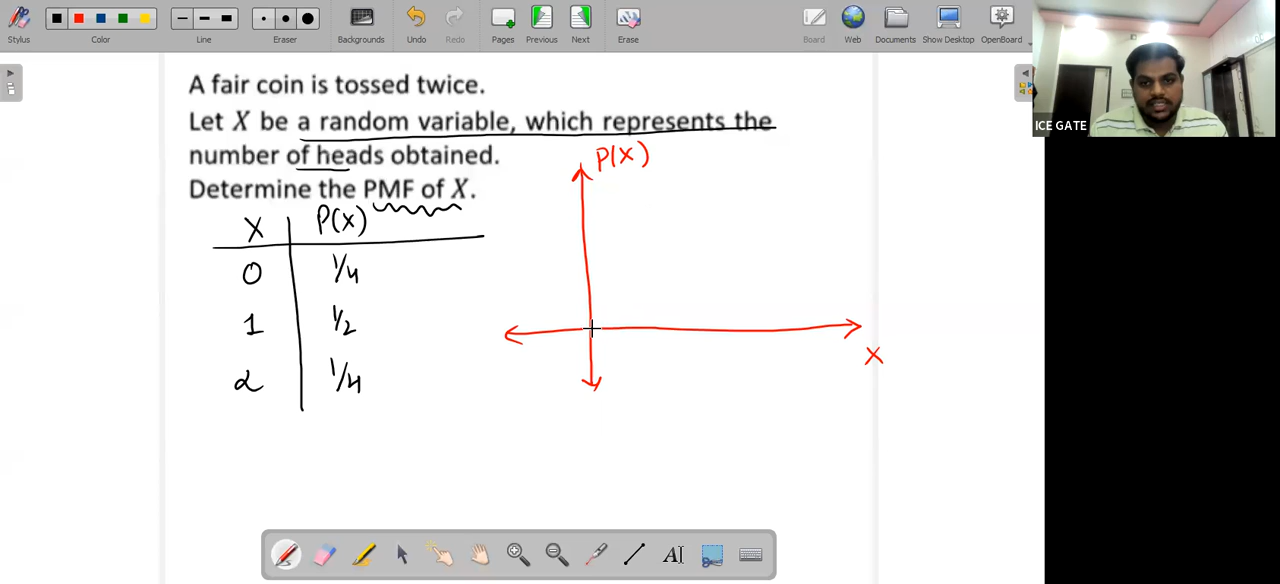 Stylus Color Line Eraser Backgrounds Undo Redo Pages Previous Next Erase Board Web Documents Show Desktop OpenBoard
A fair coin is tossed twice.
Let X be a random variable, which represents the
number of heads obtained.
Determine the PMF of X.
X P(X)
0 1/4
1 1/2
2 1/4
P(X)
X
ICE GATE